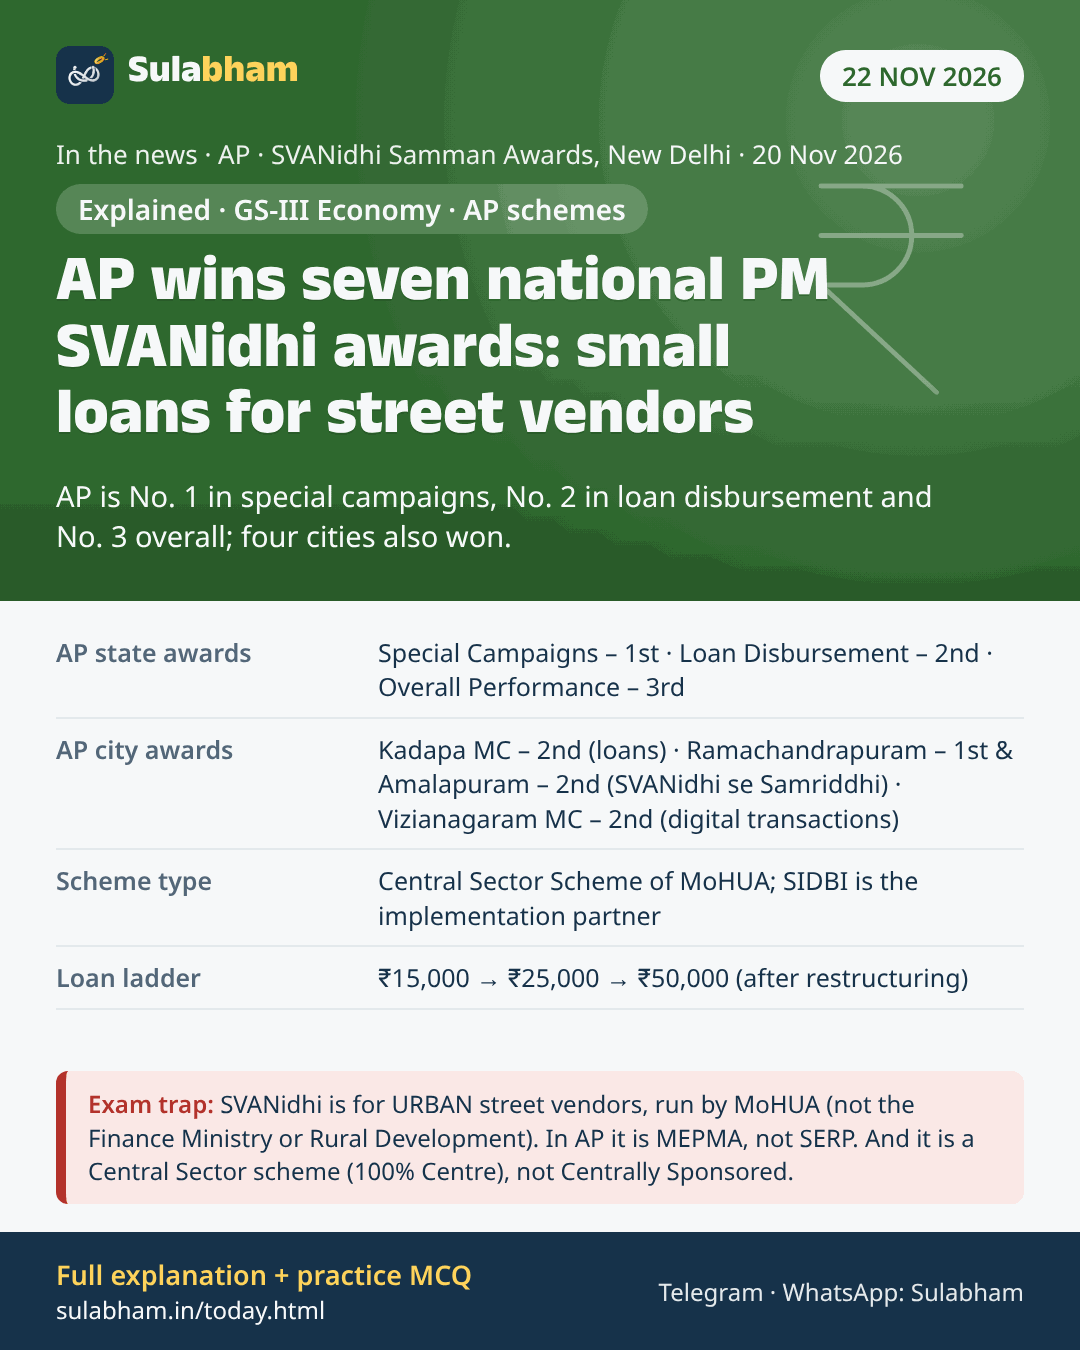 Sulabham
22 NOV 2026
In the news · AP · SVANidhi Samman Awards, New Delhi · 20 Nov 2026
Explained · GS-III Economy · AP schemes
AP wins seven national PM
SVANidhi awards: small
loans for street vendors
AP is No. 1 in special campaigns, No. 2 in loan disbursement and
No. 3 overall; four cities also won.
AP state awards
Special Campaigns – 1st · Loan Disbursement – 2nd ·
Overall Performance – 3rd
AP city awards
Kadapa MC – 2nd (loans) · Ramachandrapuram – 1st &
Amalapuram – 2nd (SVANidhi se Samriddhi) ·
Vizianagaram MC – 2nd (digital transactions)
Scheme type
Central Sector Scheme of MoHUA; SIDBI is the
implementation partner
Loan ladder
₹15,000 → ₹25,000 → ₹50,000 (after restructuring)
Exam trap: SVANidhi is for URBAN street vendors, run by MoHUA (not the
Finance Ministry or Rural Development). In AP it is MEPMA, not SERP. And it is a
Central Sector scheme (100% Centre), not Centrally Sponsored.
Full explanation + practice MCQ
sulabham.in/today.html
Telegram · WhatsApp: Sulabham